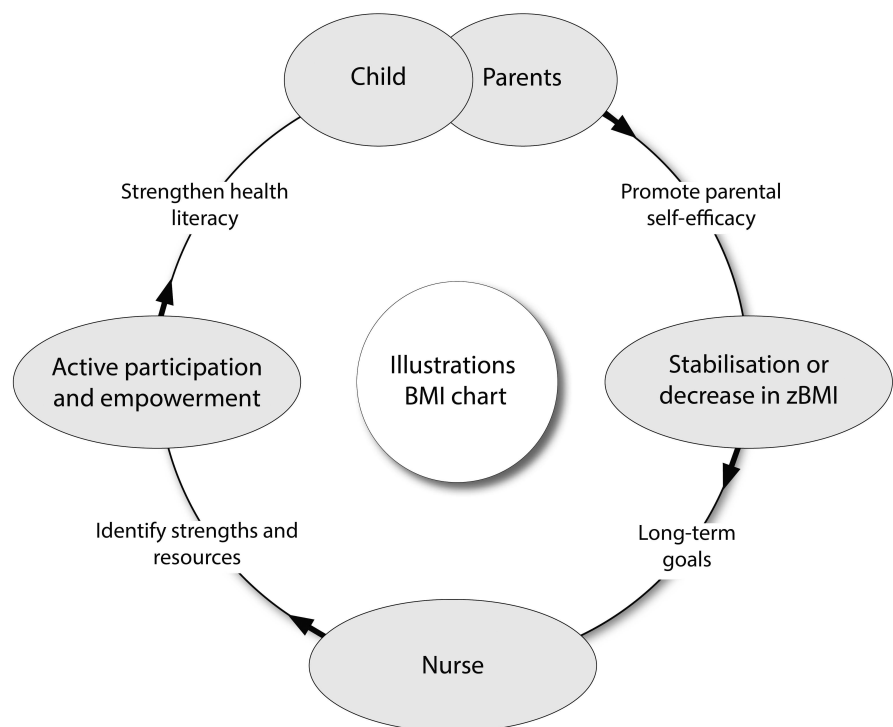 Child
Parents
Strengthen health
literacy
Promote parental
self-efficacy
Active participation
and empowerment
Illustrations
BMI chart
Stabilisation or
decrease in zBMI
Identify strengths and
resources
Long-term
goals
Nurse